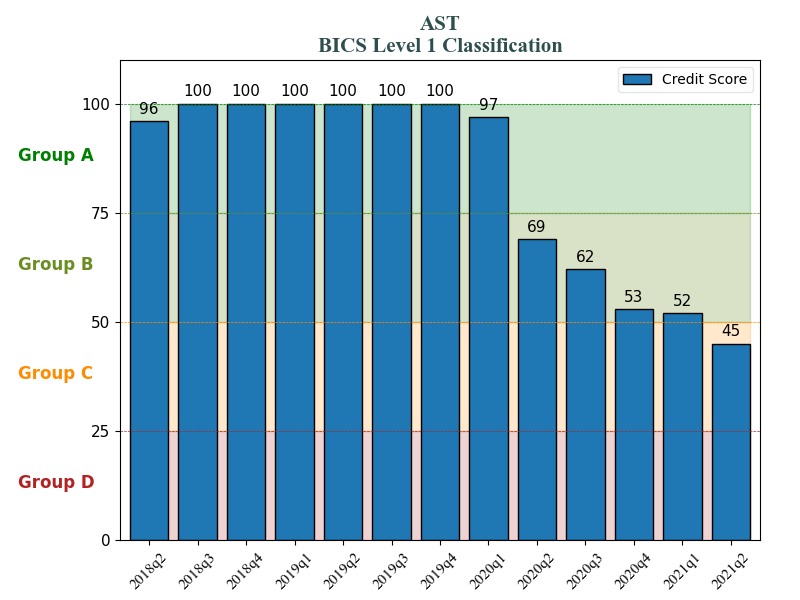 AST
BICS Level 1 Classification
Credit Score
96 100 100 100 100 100 100 97 69 62 53 52 45
100
Group A
75
Group B
50
Group C
25
Group D
0
2018q2 2018q3 2018q4 2019q1 2019q2 2019q3 2019q4 2020q1 2020q2 2020q3 2020q4 2021q1 2021q2